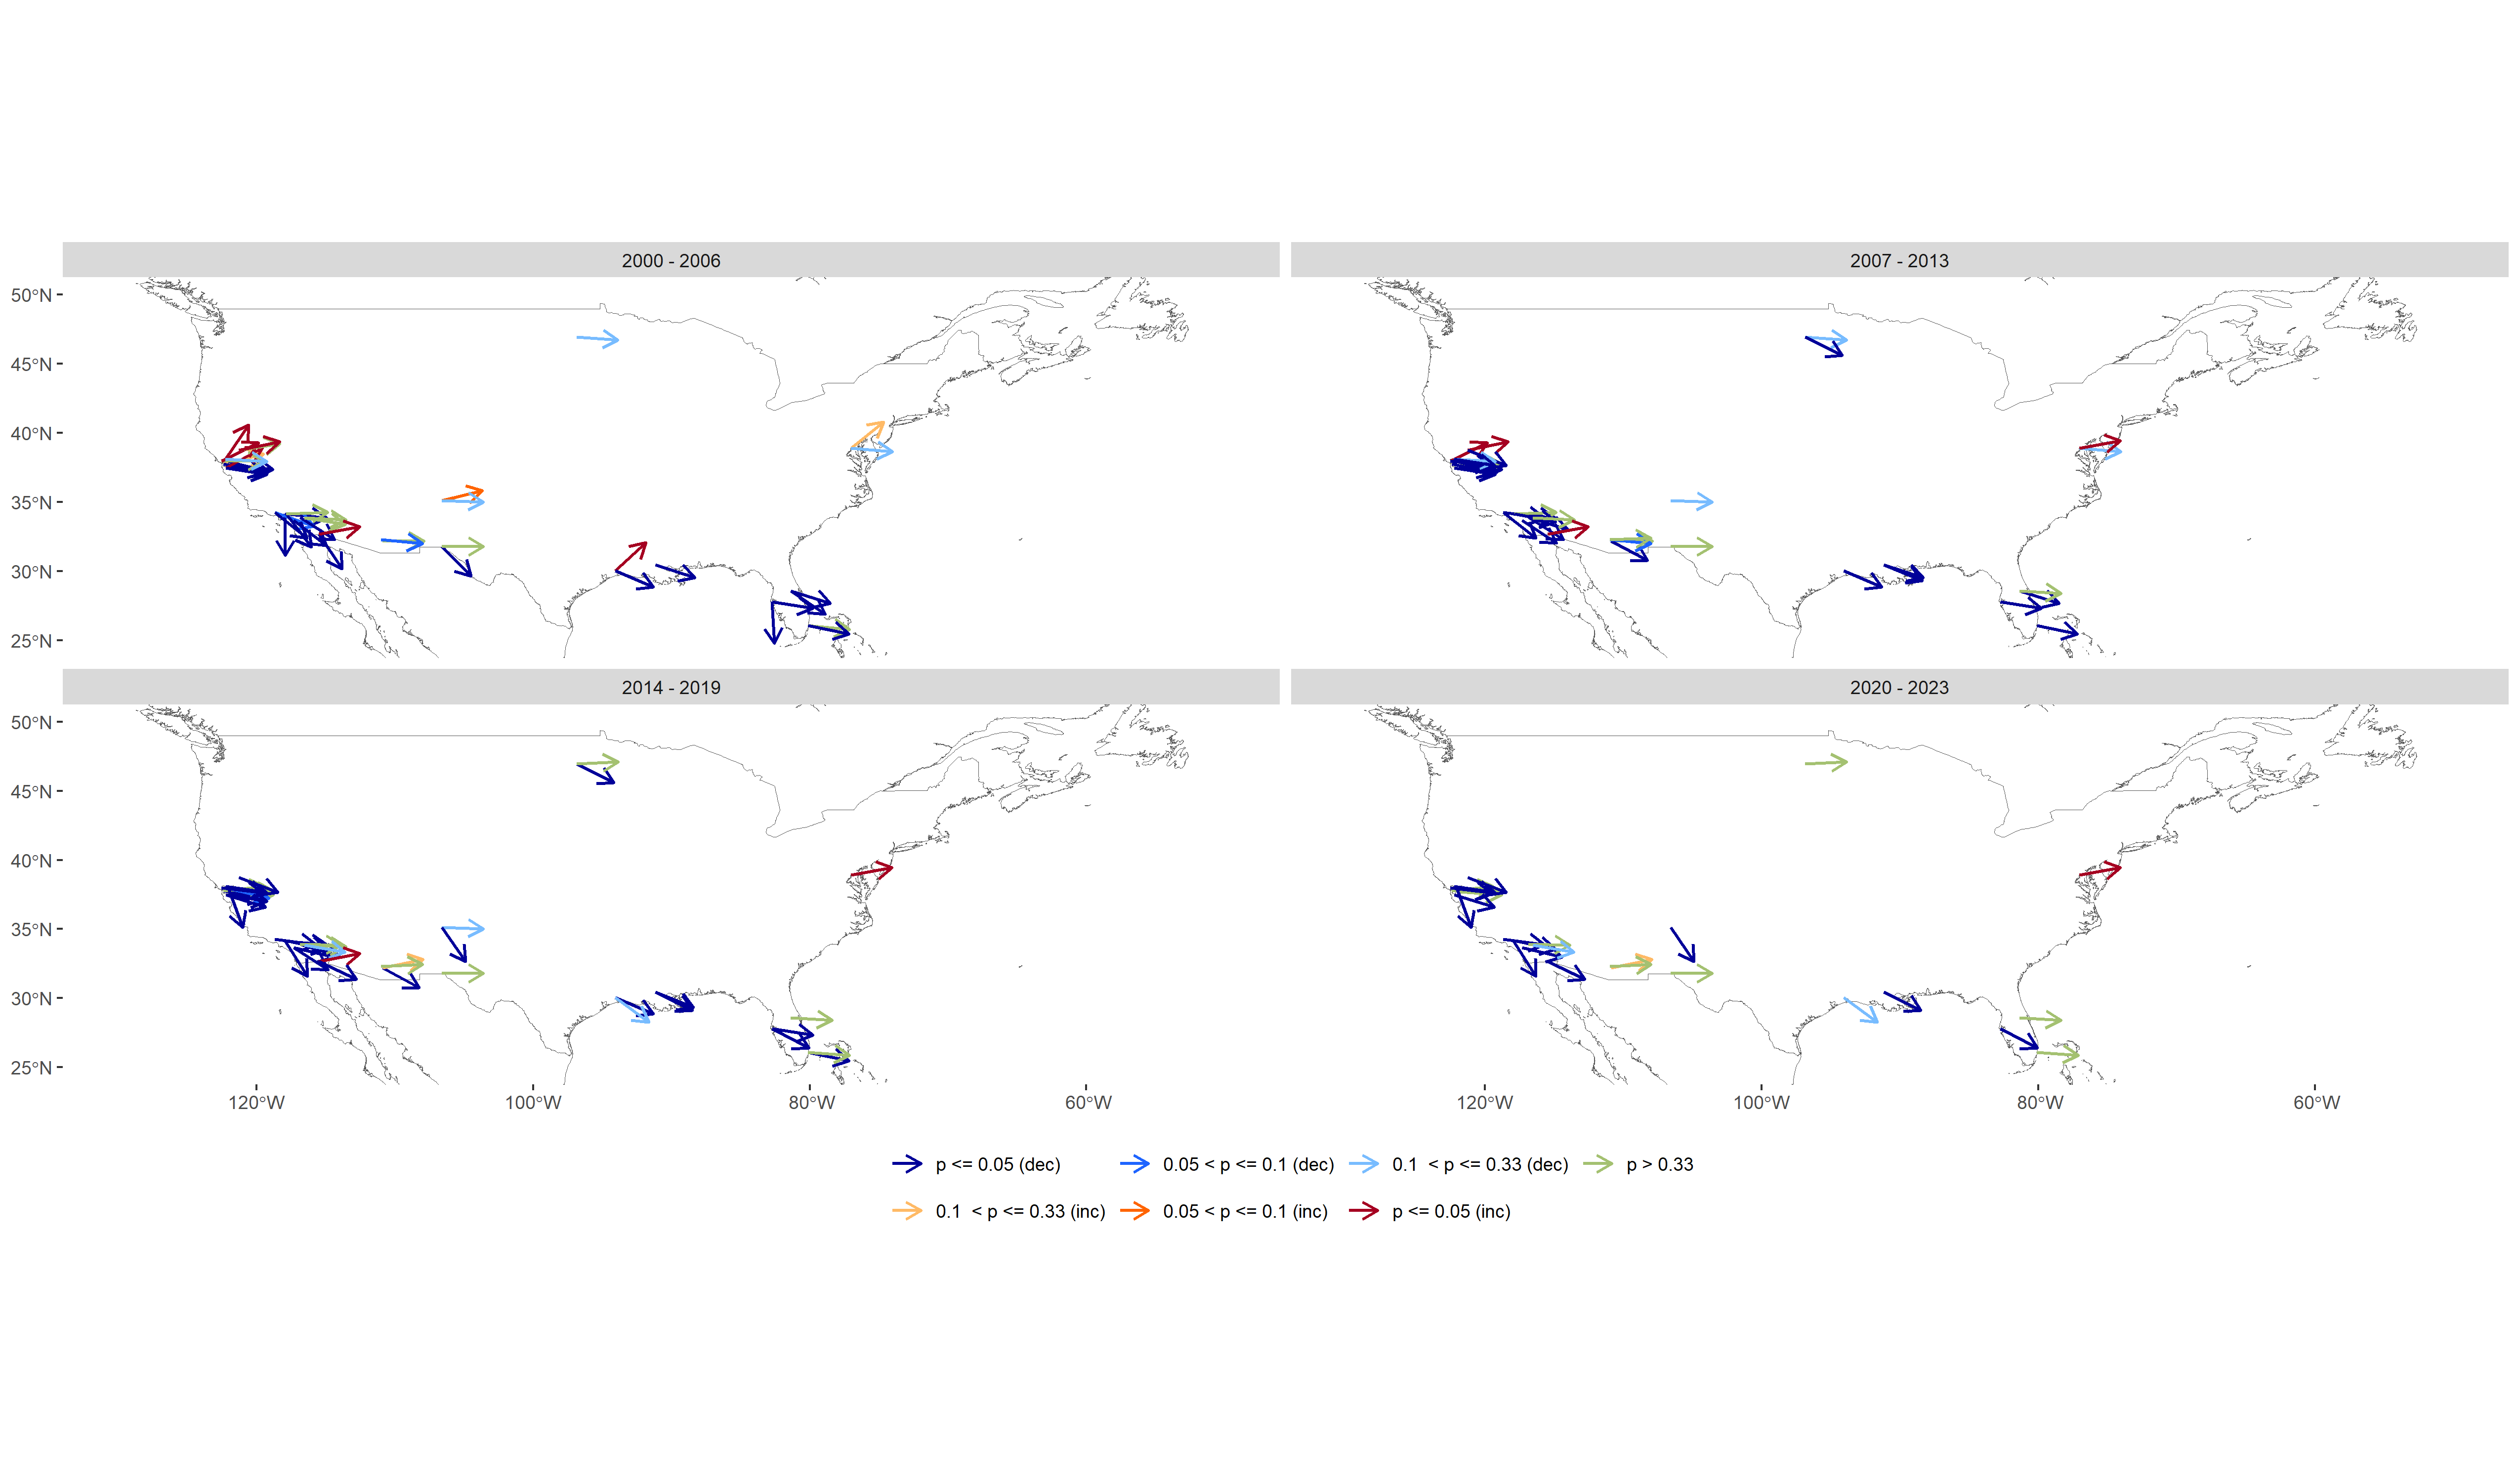 2000 - 2006
2007 - 2013
50°N
45°N
40°N
35°N
30°N
25°N
2014 - 2019
2020 - 2023
50°N
45°N
40°N
35°N
30°N
25°N
120°W
100°W
80°W
60°W
120°W
100°W
80°W
60°W
p <= 0.05 (dec)
0.05 < p <= 0.1 (dec)
0.1 < p <= 0.33 (dec)
p > 0.33
0.1 < p <= 0.33 (inc)
0.05 < p <= 0.1 (inc)
p <= 0.05 (inc)